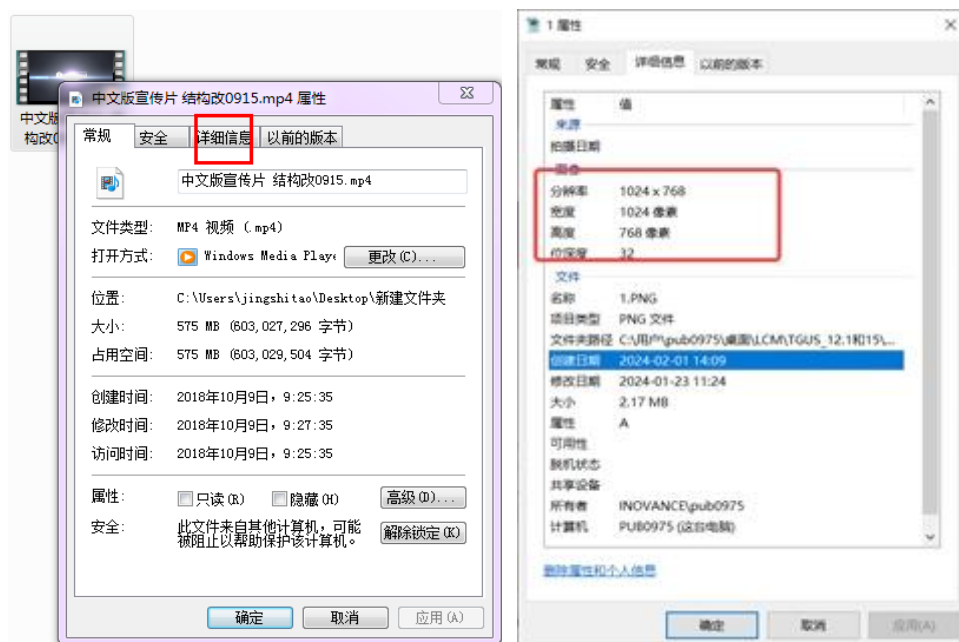 中文版
构改0
中文版宣传片 结构改0915.mp4 属性
常规 安全 详细信息 以前的版本
中文版宣传片 结构改0915.mp4
文件类型: MP4 视频 (.mp4)
打开方式: Windows Media Playe 更改(C)...
位置: C:\Users\jingshitao\Desktop\新建文件夹
大小: 575 MB (603,027,296 字节)
占用空间: 575 MB (603,029,504 字节)
创建时间: 2018年10月9日，9:25:35
修改时间: 2018年10月9日，9:27:35
访问时间: 2018年10月9日，9:25:35
属性: 只读(R) 隐藏(H) 高级(D)...
安全: 此文件来自其他计算机，可能
被阻止以帮助保护该计算机。 解除锁定(K)
确定 取消 应用(A)
1 属性
常规 安全 详细信息 以前的版本
属性 值
来源
拍摄日期
图像
分辨率 1024 x 768
宽度 1024 像素
高度 768 像素
位深度 32
文件
名称 1.PNG
项目类型 PNG 文件
文件夹路径 C:\用户\pub0975\桌面\LCM\TGUS_12.1和15\...
创建日期 2024-02-01 14:09
修改日期 2024-01-23 11:24
大小 2.17 MB
属性 A
可用性
脱机状态
共享设备
所有者 INOVANCE\pub0975
计算机 PUB0975 (这台电脑)
删除属性和个人信息
确定 取消 应用(A)